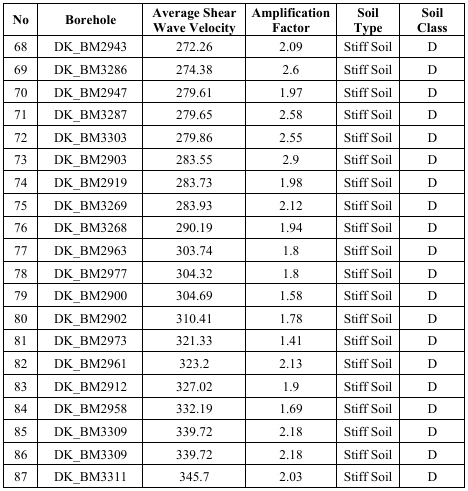 No Borehole Average Shear Wave Velocity Amplification Factor Soil Type Soil Class
68 DK_BM2943 272.26 2.09 Stiff Soil D
69 DK_BM3286 274.38 2.6 Stiff Soil D
70 DK_BM2947 279.61 1.97 Stiff Soil D
71 DK_BM3287 279.65 2.58 Stiff Soil D
72 DK_BM3303 279.86 2.55 Stiff Soil D
73 DK_BM2903 283.55 2.9 Stiff Soil D
74 DK_BM2919 283.73 1.98 Stiff Soil D
75 DK_BM3269 283.93 2.12 Stiff Soil D
76 DK_BM3268 290.19 1.94 Stiff Soil D
77 DK_BM2963 303.74 1.8 Stiff Soil D
78 DK_BM2977 304.32 1.8 Stiff Soil D
79 DK_BM2900 304.69 1.58 Stiff Soil D
80 DK_BM2902 310.41 1.78 Stiff Soil D
81 DK_BM2973 321.33 1.41 Stiff Soil D
82 DK_BM2961 323.2 2.13 Stiff Soil D
83 DK_BM2912 327.02 1.9 Stiff Soil D
84 DK_BM2958 332.19 1.69 Stiff Soil D
85 DK_BM3309 339.72 2.18 Stiff Soil D
86 DK_BM3309 339.72 2.18 Stiff Soil D
87 DK_BM3311 345.7 2.03 Stiff Soil D